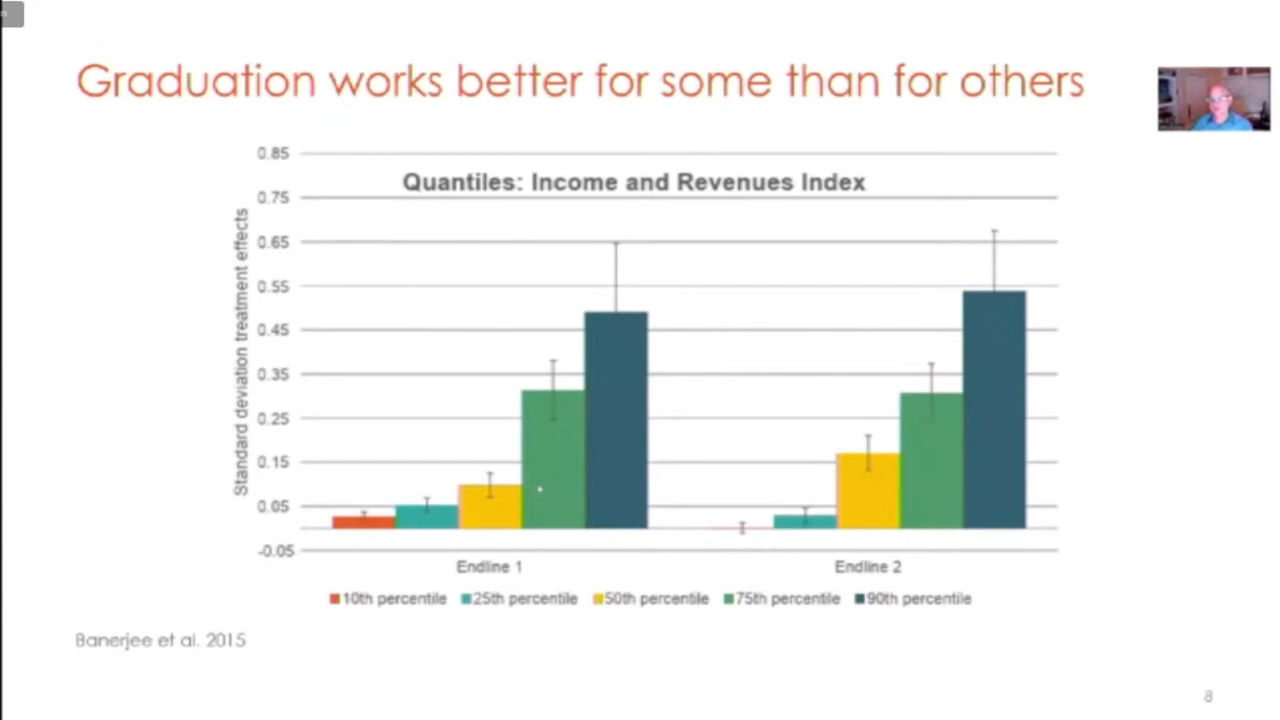 Graduation works better for some than for others
Quantiles: Income and Revenues Index
Standard deviation treatment effects
0.85
0.75
0.65
0.55
0.45
0.35
0.25
0.15
0.05
-0.05
Endline 1
Endline 2
10th percentile 25th percentile 50th percentile 75th percentile 90th percentile
Banerjee et al. 2015
8